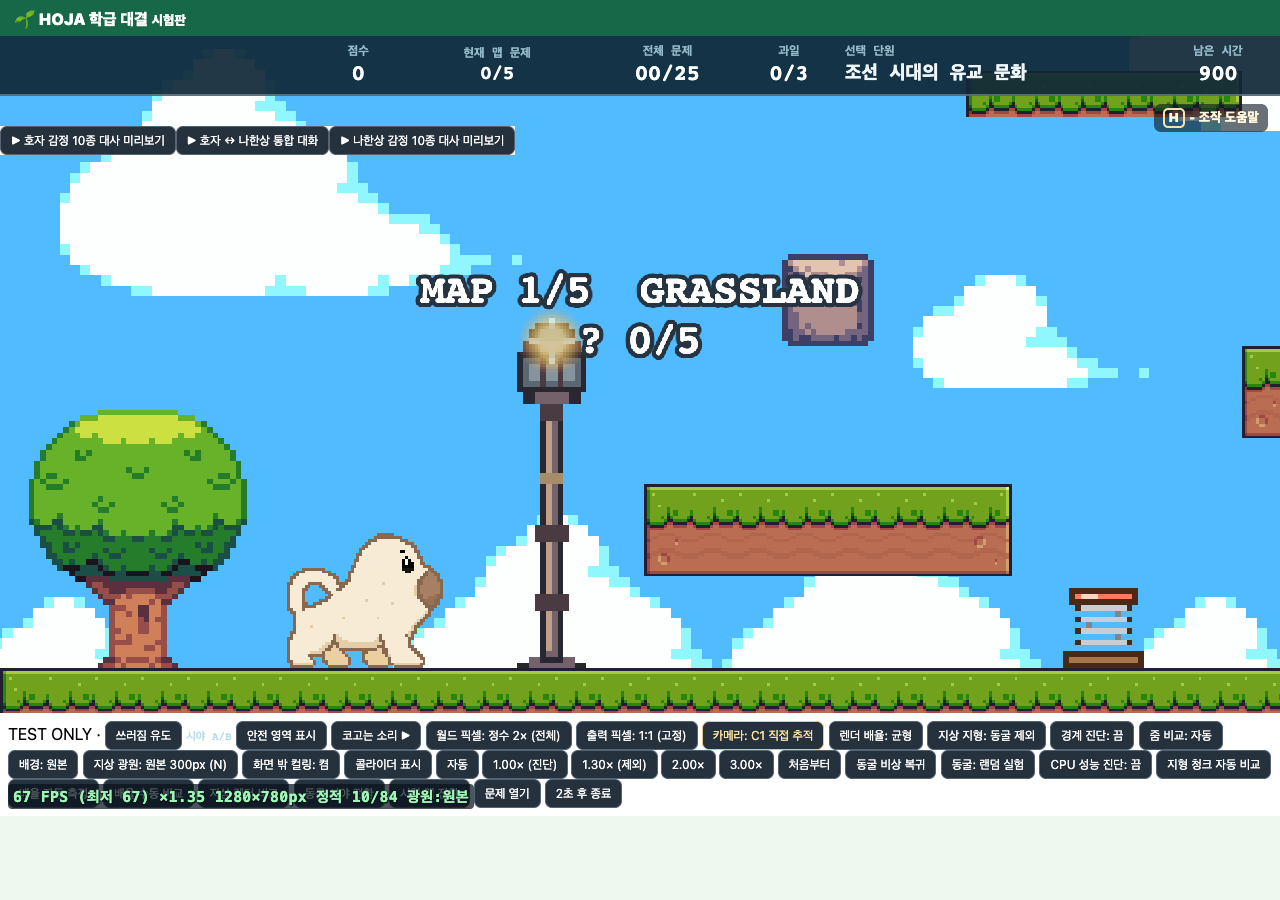 HOJA 학급 대결 시험판
점수 현재 맵 문제 전체 문제 과일 선택 단원 남은 시간
0 0/5 00/25 0/3 조선 시대의 유교 문화 900
H - 조작 도움말
▶ 호자 감정 10종 대사 미리보기 ▶ 호자 ↔ 나한상 통합 대화 ▶ 나한상 감정 10종 대사 미리보기
MAP 1/5 GRASSLAND
? 0/5
TEST ONLY · 쓰러짐 유도 시야 A/B 안전 영역 표시 코고는 소리 ▶ 월드 픽셀: 정수 2× (전체) 출력 픽셀: 1:1 (고정) 카메라: C1 직접 추적 렌더 배율: 균형 지상 지형: 동굴 제외 경계 진단: 끔 줌 비교: 자동
배경: 원본 지상 광원: 원본 300px (N) 화면 밖 컬링: 켬 콜라이더 표시 자동 1.00× (진단) 1.30× (제외) 2.00× 3.00× 처음부터 동굴 비상 복귀 동굴: 랜덤 실험 CPU 성능 진단: 끔 지형 청크 자동 비교
67 FPS (최저 67) ×1.35 1280×780px 정적 10/84 광원:원본 문제 열기 2초 후 종료